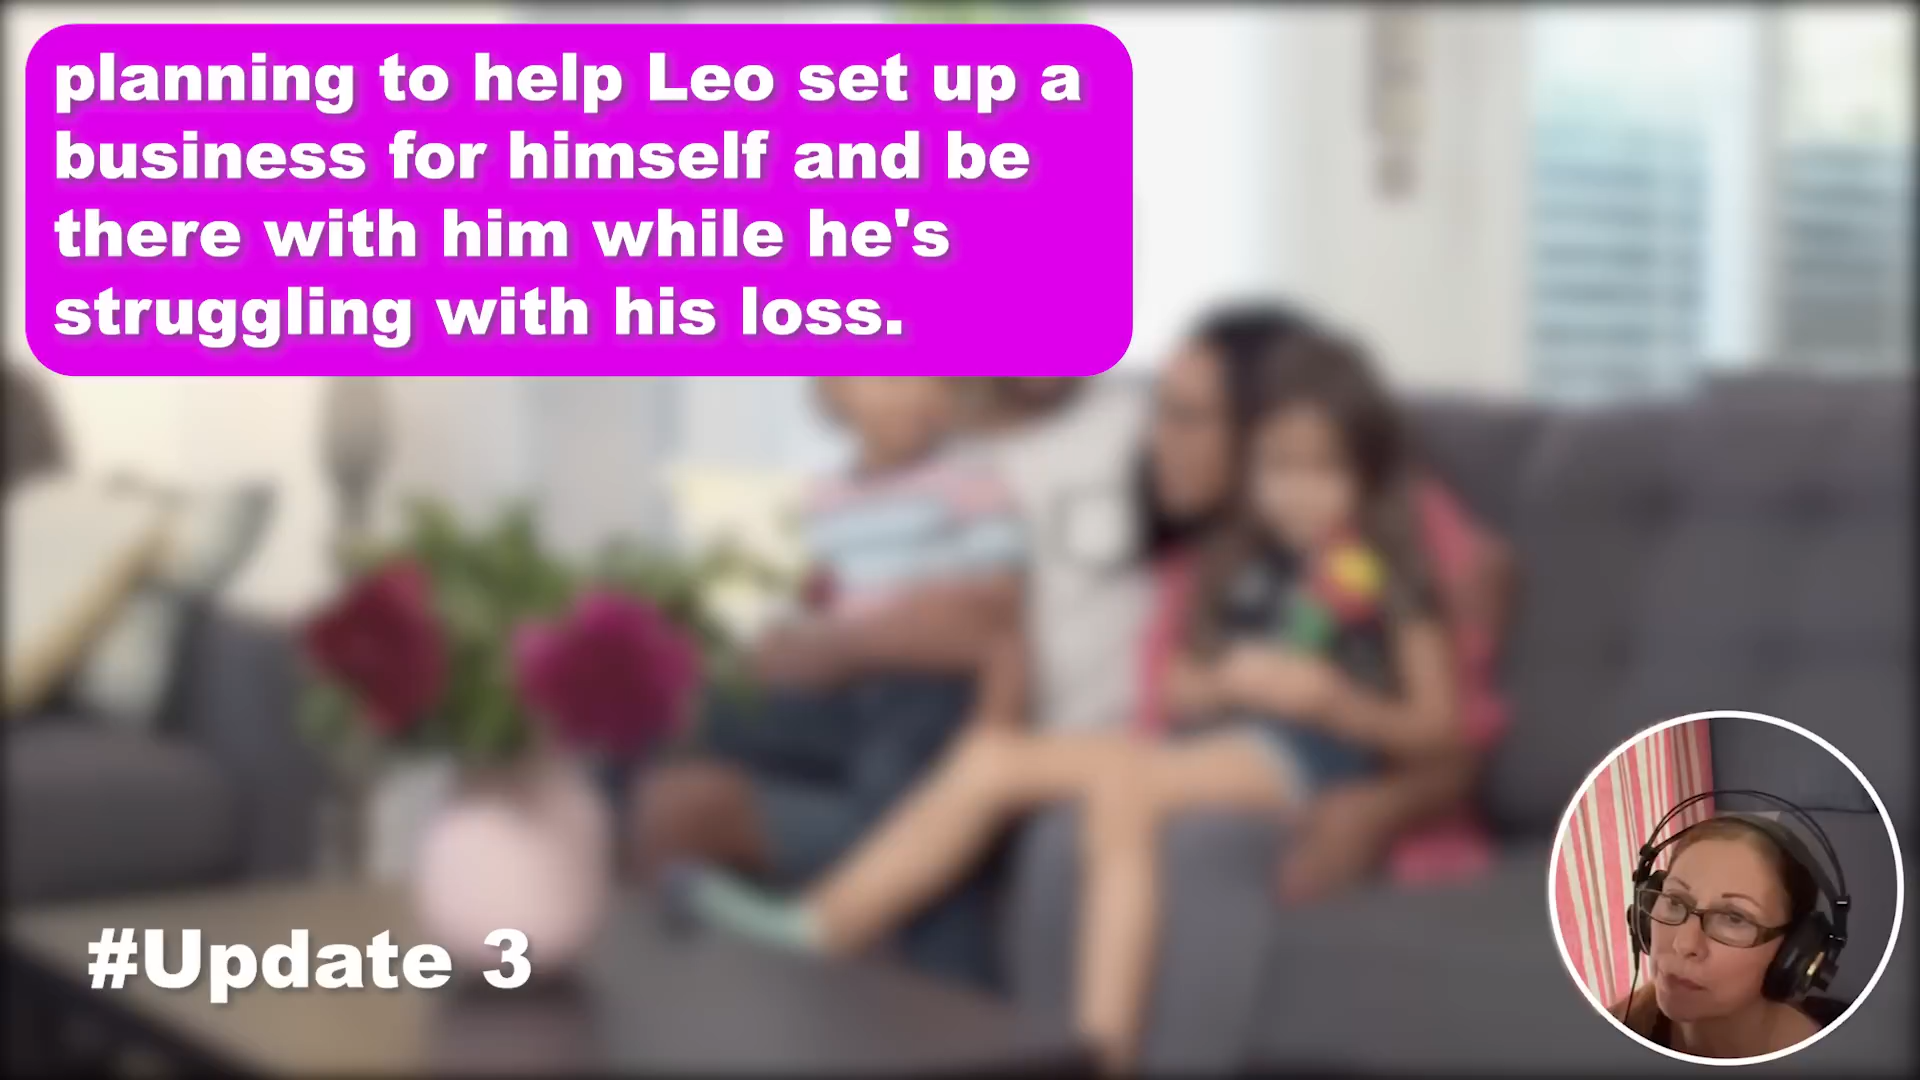 planning to help Leo set up a
business for himself and be
there with him while he's
struggling with his loss.
#Update 3